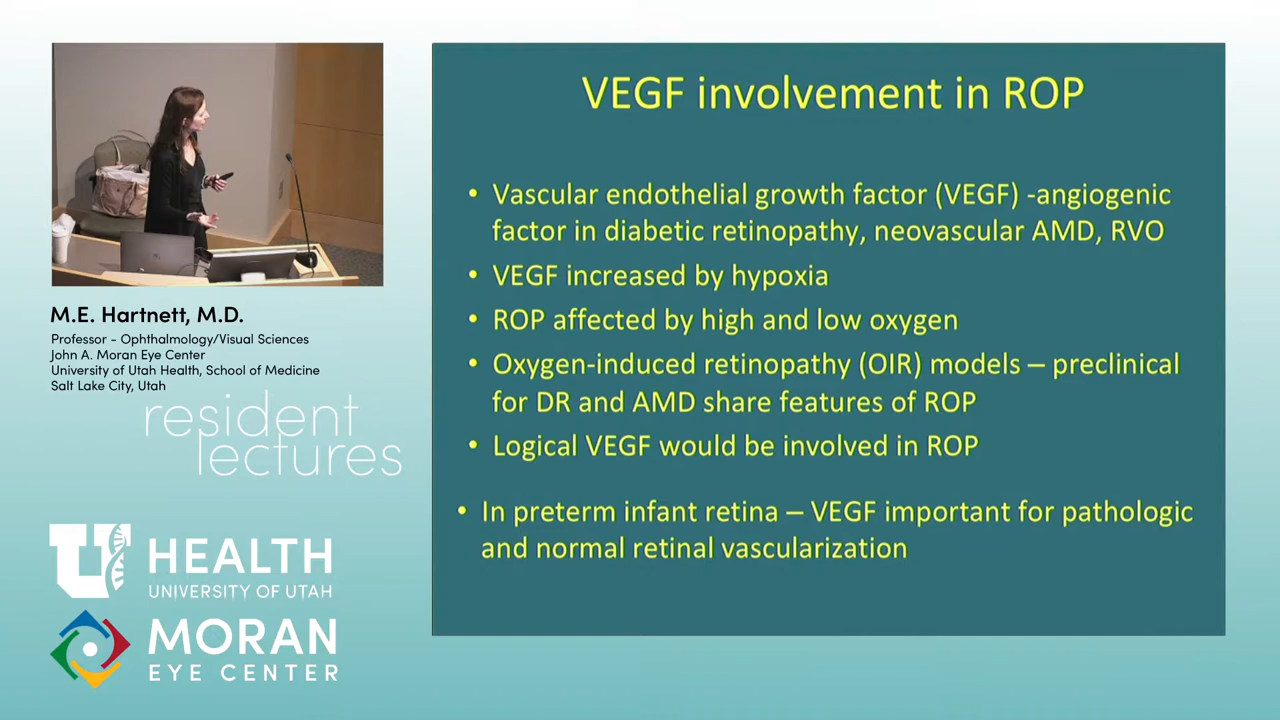 VEGF involvement in ROP
• Vascular endothelial growth factor (VEGF) -angiogenic
factor in diabetic retinopathy, neovascular AMD, RVO
• VEGF increased by hypoxia
• ROP affected by high and low oxygen
• Oxygen-induced retinopathy (OIR) models – preclinical
for DR and AMD share features of ROP
• Logical VEGF would be involved in ROP
• In preterm infant retina – VEGF important for pathologic
and normal retinal vascularization
M.E. Hartnett, M.D.
Professor - Ophthalmology/Visual Sciences
John A. Moran Eye Center
University of Utah Health, School of Medicine
Salt Lake City, Utah
resident
lectures
U HEALTH
UNIVERSITY OF UTAH
MORAN
EYE CENTER